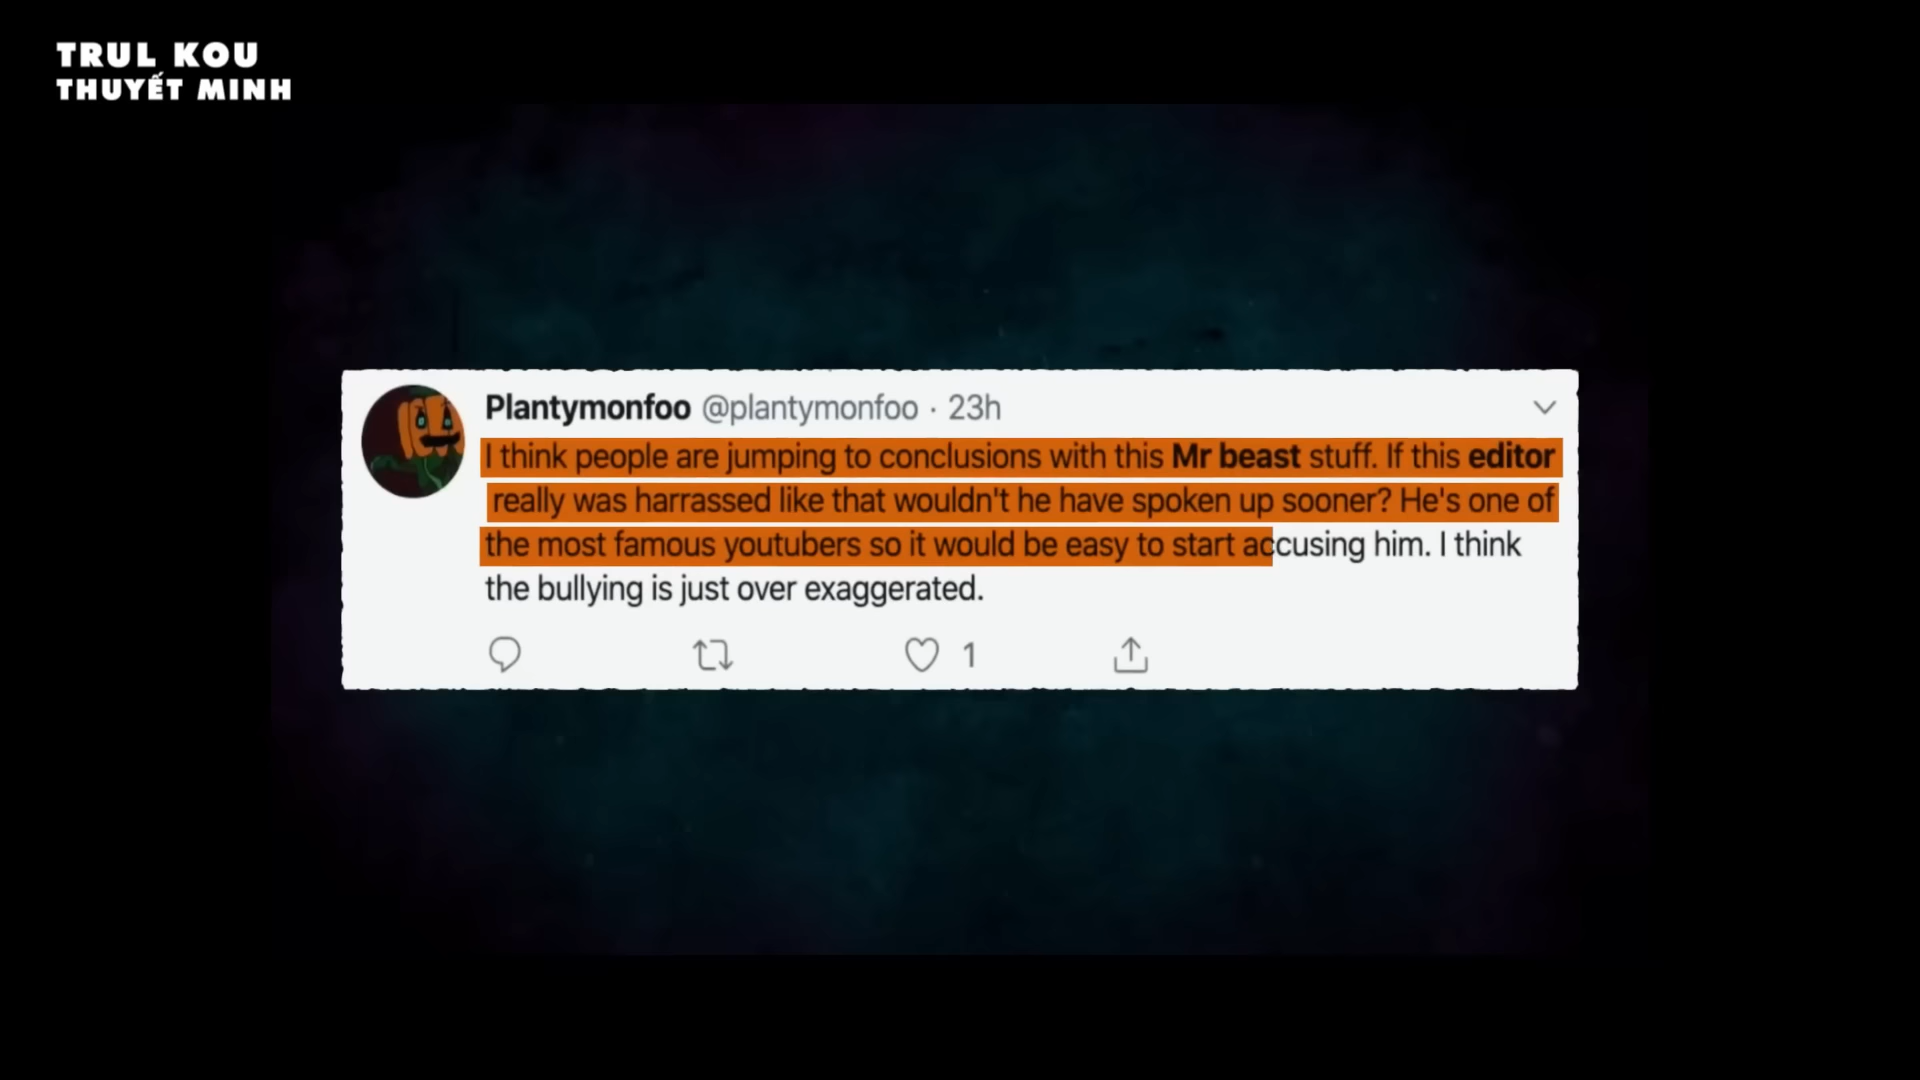 TRUL KOU
THUYẾT MINH
Plantymonfoo @plantymonfoo · 23h
I think people are jumping to conclusions with this Mr beast stuff. If this editor
really was harrassed like that wouldn't he have spoken up sooner? He's one of
the most famous youtubers so it would be easy to start accusing him. I think
the bullying is just over exaggerated.
1